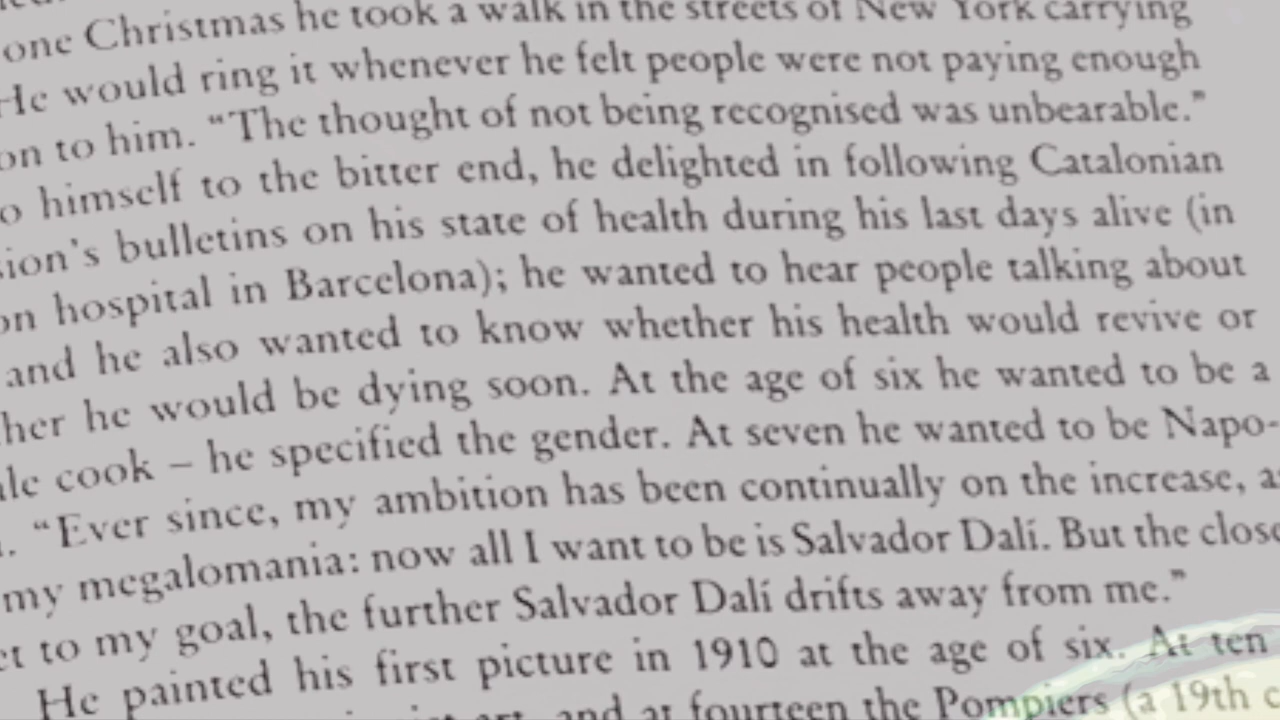 one Christmas he took a walk in the streets of New York carrying
He would ring it whenever he felt people were not paying enough
on to him. “The thought of not being recognised was unbearable.”
o himself to the bitter end, he delighted in following Catalonian
sion’s bulletins on his state of health during his last days alive (in
on hospital in Barcelona); he wanted to hear people talking about
and he also wanted to know whether his health would revive or
her he would be dying soon. At the age of six he wanted to be a
le cook – he specified the gender. At seven he wanted to be Napo-
. “Ever since, my ambition has been continually on the increase, a
my megalomania: now all I want to be is Salvador Dalí. But the close
et to my goal, the further Salvador Dalí drifts away from me.”
He painted his first picture in 1910 at the age of six. At ten
art, and at fourteen the Pompiers (a 19th c